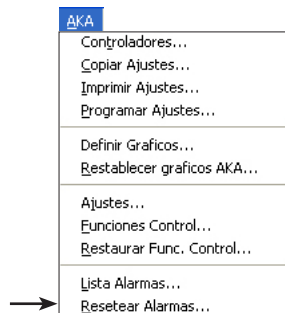 AKA
Controladores...
Copiar Ajustes...
Imprimir Ajustes...
Programar Ajustes...
Definir Graficos...
Restablecer graficos AKA...
Ajustes...
Funciones Control...
Restaurar Func. Control...
Lista Alarmas...
Resetear Alarmas...